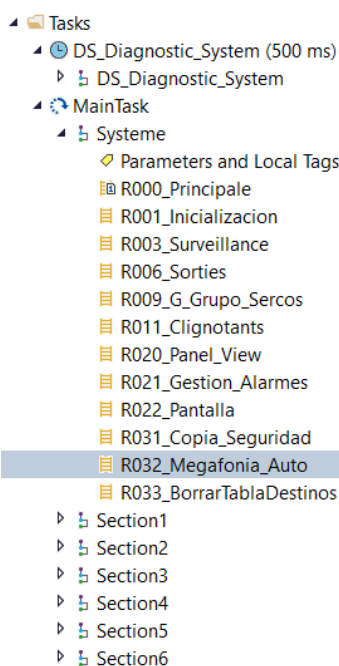 Tasks
DS_Diagnostic_System (500 ms)
DS_Diagnostic_System
MainTask
Systeme
Parameters and Local Tags
R000_Principale
R001_Inicializacion
R003_Surveillance
R006_Sorties
R009_G_Grupo_Sercos
R011_Clignotants
R020_Panel_View
R021_Gestion_Alarmes
R022_Pantalla
R031_Copia_Seguridad
R032_Megafonia_Auto
R033_BorrarTablaDestinos
Section1
Section2
Section3
Section4
Section5
Section6